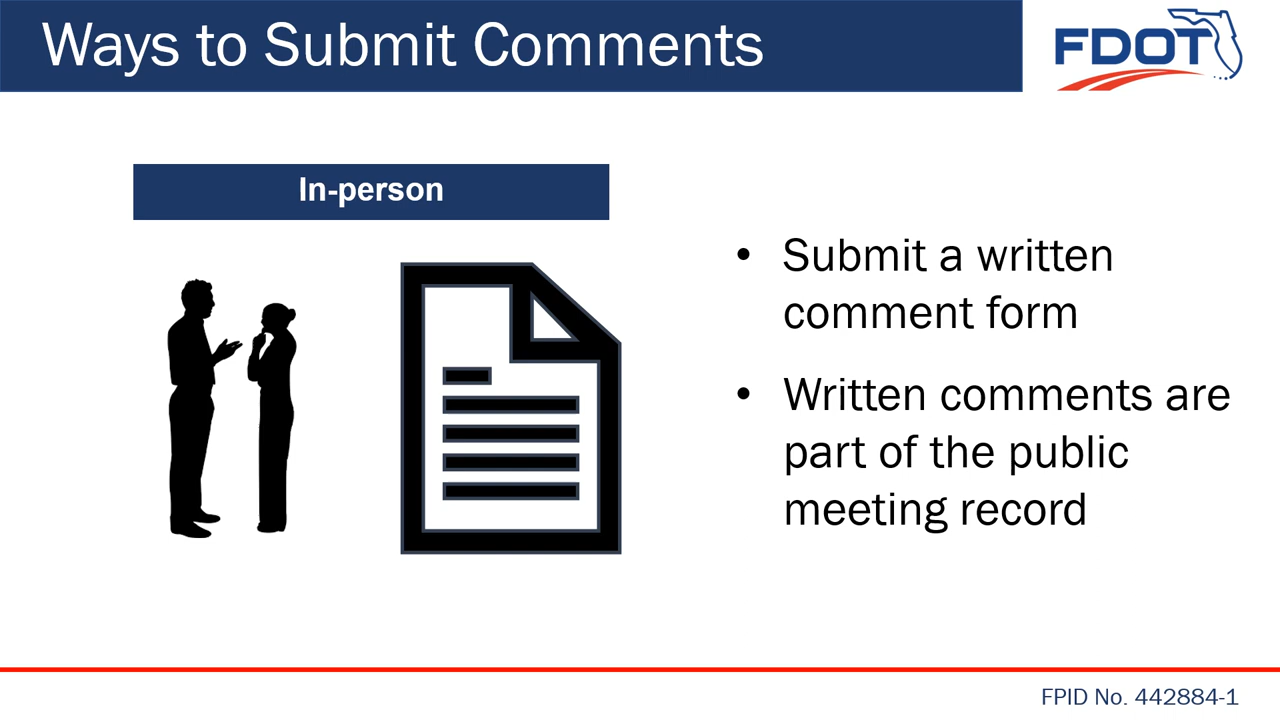 Ways to Submit Comments
FDOT
In-person
• Submit a written
comment form
• Written comments are
part of the public
meeting record
FPID No. 442884-1